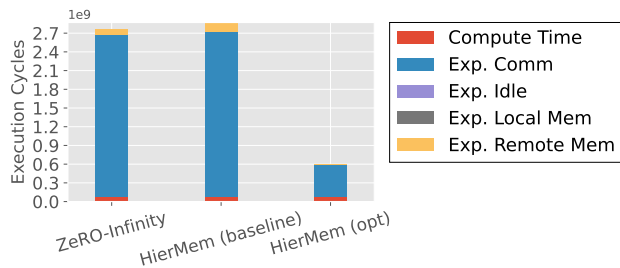 1e9
2.7
2.4
2.1
1.8
1.5
1.2
0.9
0.6
0.3
0.0
Execution Cycles
ZeRO-Infinity
HierMem (baseline)
HierMem (opt)
Compute Time
Exp. Comm
Exp. Idle
Exp. Local Mem
Exp. Remote Mem